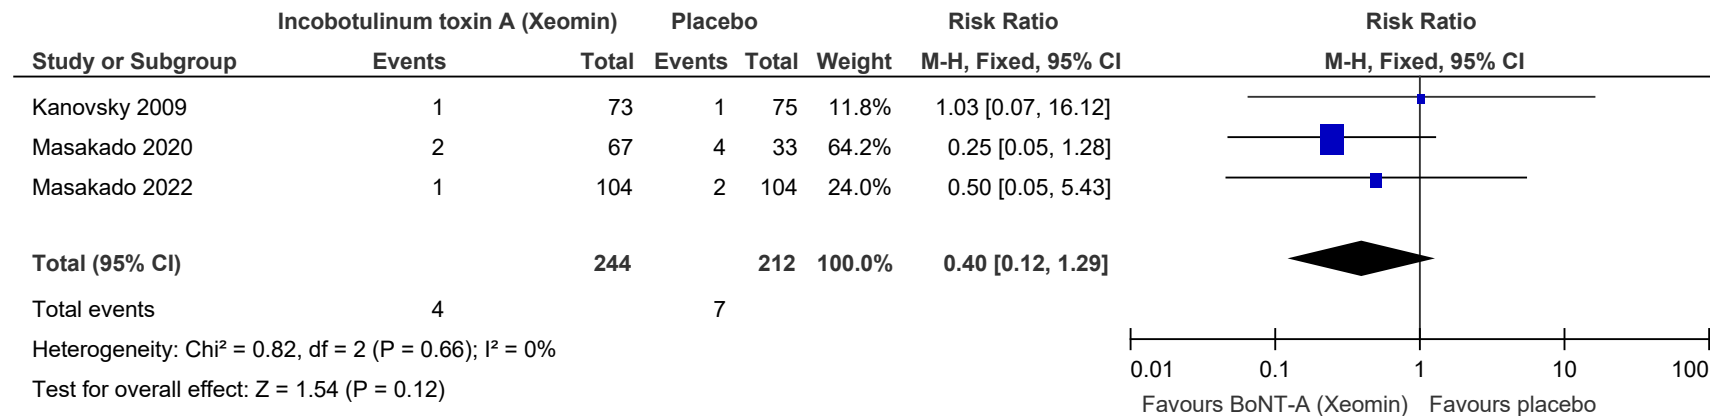 Incobotulinum toxin A (Xeomin) Placebo Risk Ratio Risk Ratio
Study or Subgroup Events Total Events Total Weight M-H, Fixed, 95% CI M-H, Fixed, 95% CI
Kanovsky 2009 1 73 1 75 11.8% 1.03 [0.07, 16.12]
Masakado 2020 2 67 4 33 64.2% 0.25 [0.05, 1.28]
Masakado 2022 1 104 2 104 24.0% 0.50 [0.05, 5.43]
Total (95% CI) 244 212 100.0% 0.40 [0.12, 1.29]
Total events 4 7
Heterogeneity: Chi² = 0.82, df = 2 (P = 0.66); I² = 0%
Test for overall effect: Z = 1.54 (P = 0.12)
0.01 0.1 1 10 100
Favours BoNT-A (Xeomin) Favours placebo